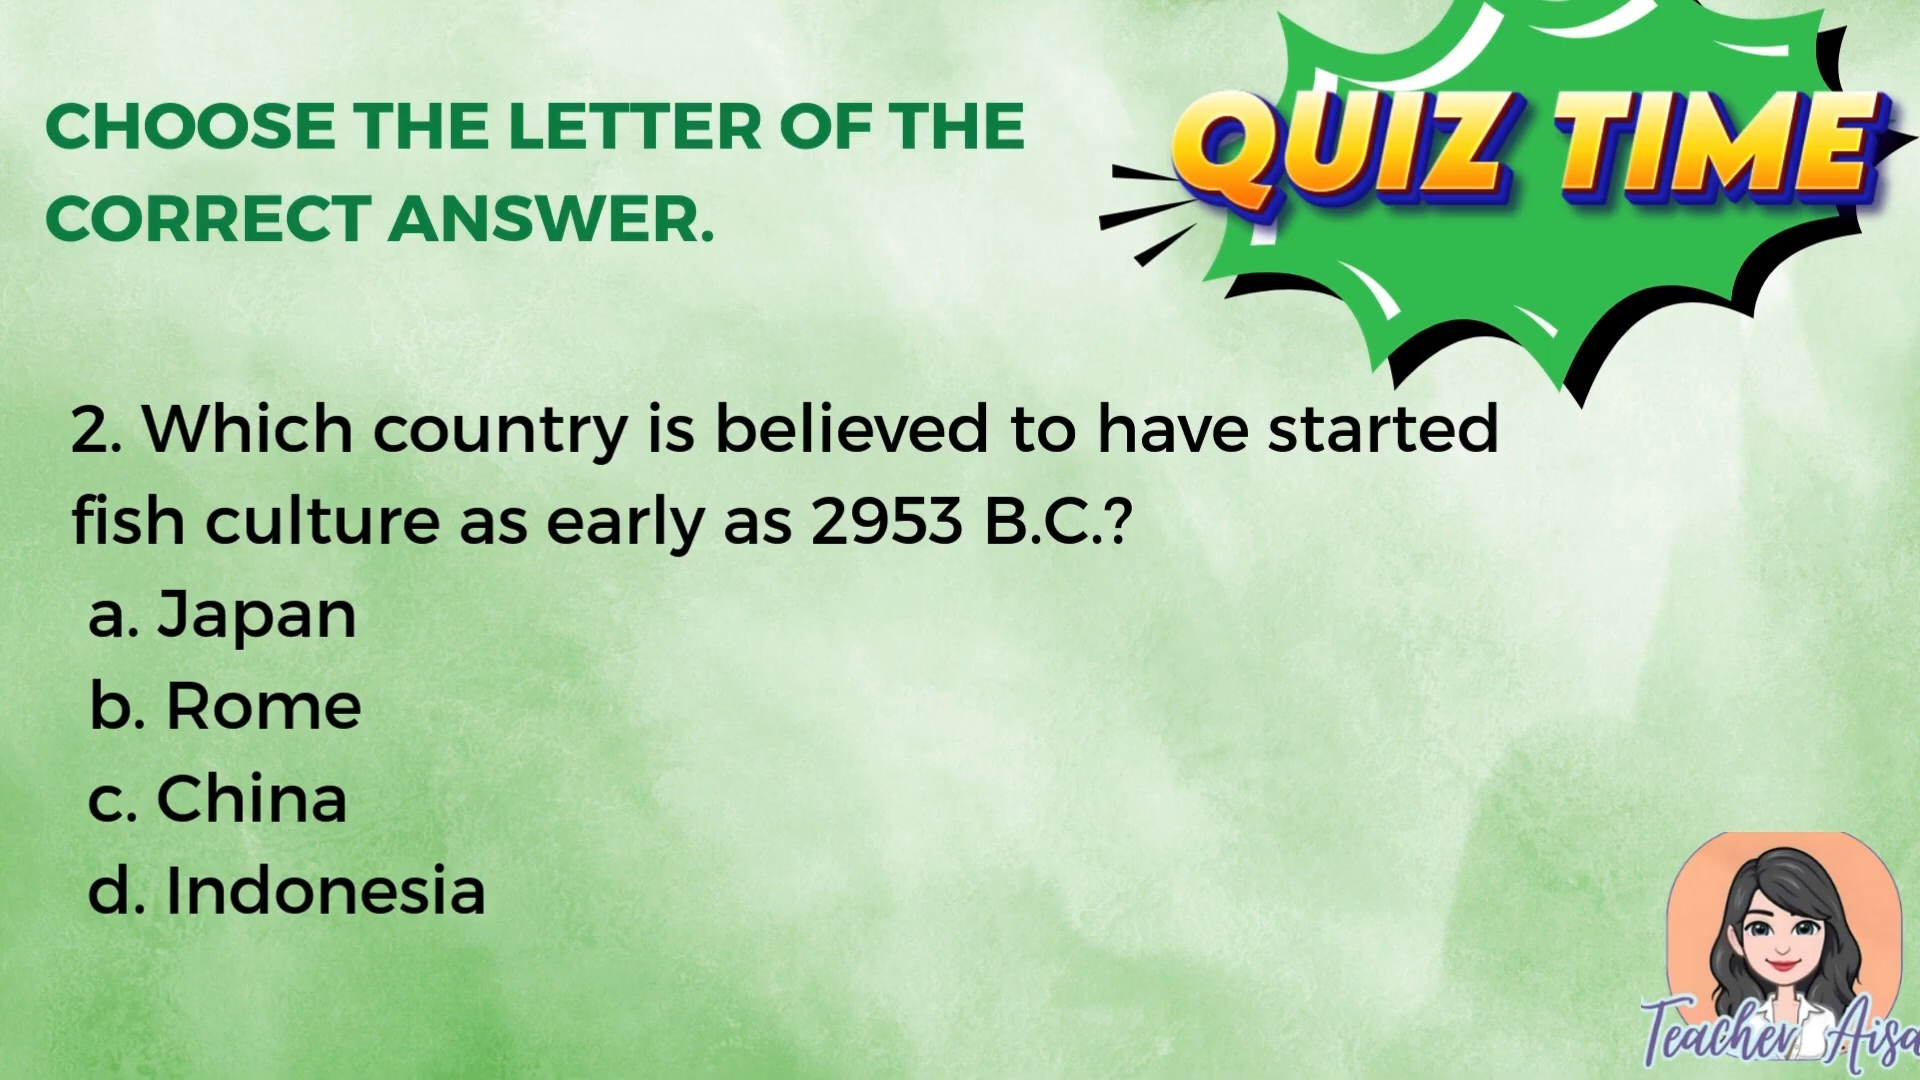 CHOOSE THE LETTER OF THE
CORRECT ANSWER.
QUIZ TIME
2. Which country is believed to have started
fish culture as early as 2953 B.C.?
a. Japan
b. Rome
c. China
d. Indonesia
Teacher Aisa